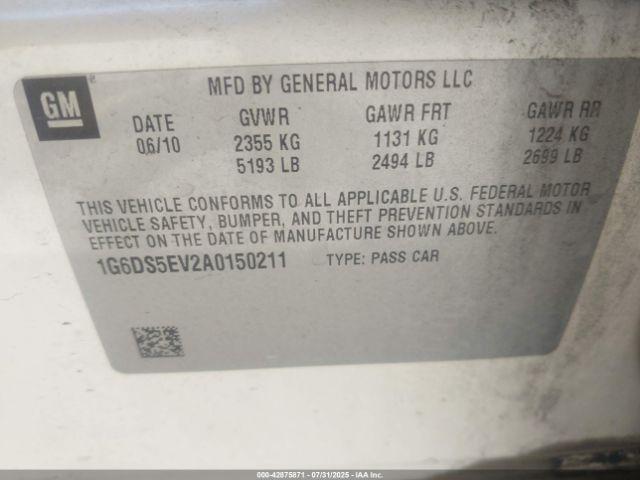 GM
MFD BY GENERAL MOTORS LLC
DATE GVWR GAWR FRT GAWR RR
06/10 2355 KG 1131 KG 1224 KG
5193 LB 2494 LB 2699 LB
THIS VEHICLE CONFORMS TO ALL APPLICABLE U.S. FEDERAL MOTOR
VEHICLE SAFETY, BUMPER, AND THEFT PREVENTION STANDARDS IN
EFFECT ON THE DATE OF MANUFACTURE SHOWN ABOVE.
1G6DS5EV2A0150211 TYPE: PASS CAR
000-42875871 | 07/31/2025 | IAA Inc.